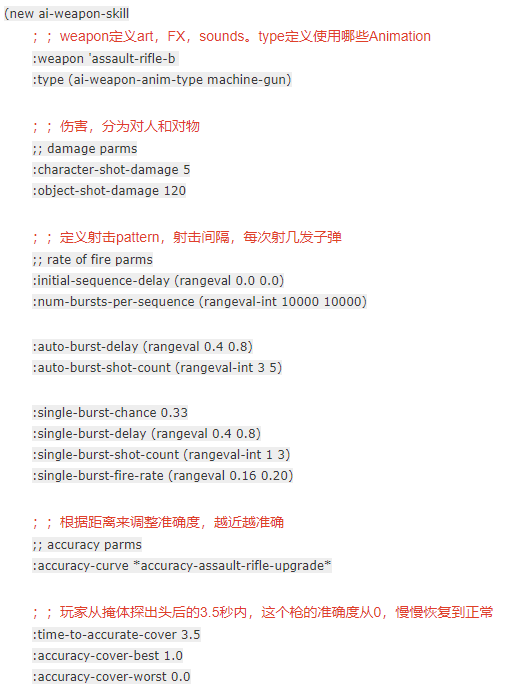 (new ai-weapon-skill
；；weapon定义art，FX，sounds。type定义使用哪些Animation
:weapon 'assault-rifle-b
:type (ai-weapon-anim-type machine-gun)
；；伤害，分为对人和对物
;; damage parms
:character-shot-damage 5
:object-shot-damage 120
；；定义射击pattern，射击间隔，每次射几发子弹
;; rate of fire parms
:initial-sequence-delay (rangeval 0.0 0.0)
:num-bursts-per-sequence (rangeval-int 10000 10000)
:auto-burst-delay (rangeval 0.4 0.8)
:auto-burst-shot-count (rangeval-int 3 5)
:single-burst-chance 0.33
:single-burst-delay (rangeval 0.4 0.8)
:single-burst-shot-count (rangeval-int 1 3)
:single-burst-fire-rate (rangeval 0.16 0.20)
；；根据距离来调整准确度，越近越准确
;; accuracy parms
:accuracy-curve *accuracy-assault-rifle-upgrade*
；；玩家从掩体探出头后的3.5秒内，这个枪的准确度从0，慢慢恢复到正常
:time-to-accurate-cover 3.5
:accuracy-cover-best 1.0
:accuracy-cover-worst 0.0